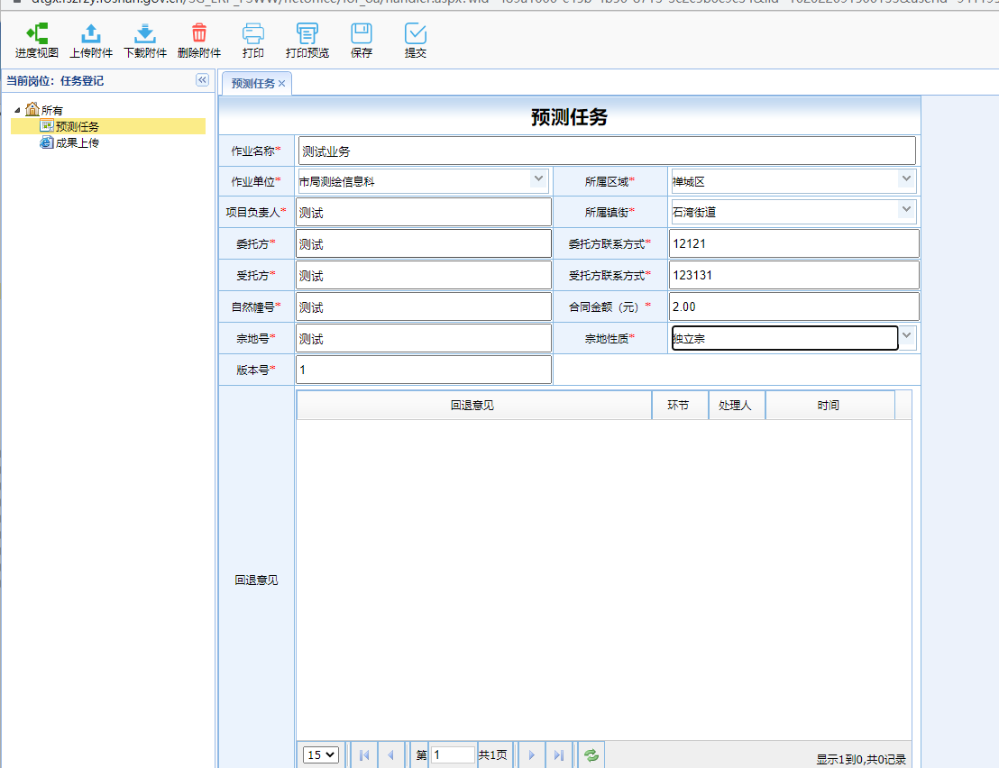 进度视图 上传附件 下载附件 删除附件 打印 打印预览 保存 提交
当前岗位：任务登记
所有
预测任务
成果上传
预测任务
预测任务
作业名称* 测试业务
作业单位* 市局测绘信息科 所属区域* 禅城区
项目负责人* 测试 所属镇街* 石湾街道
委托方* 测试 委托方联系方式* 12121
受托方* 测试 受托方联系方式* 123131
自然幢号* 测试 合同金额（元）* 2.00
宗地号* 测试 宗地性质* 独立宗
版本号* 1
回退意见 环节 处理人 时间
回退意见
15 第 1 共1页 显示1到0,共0记录